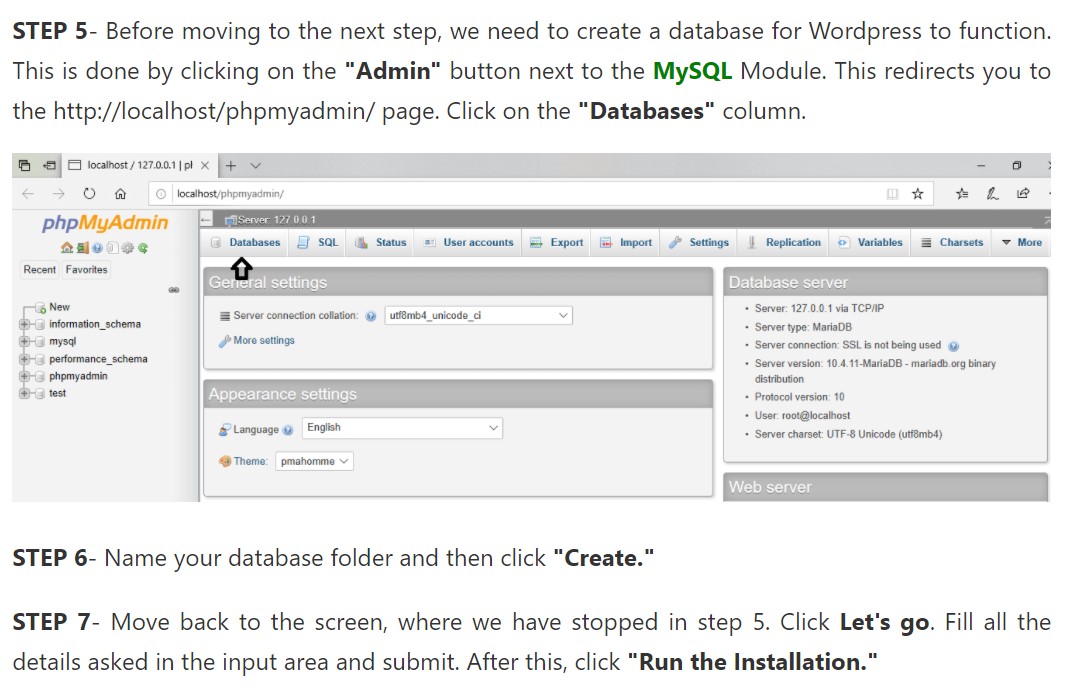 STEP 5- Before moving to the next step, we need to create a database for Wordpress to function.
This is done by clicking on the "Admin" button next to the MySQL Module. This redirects you to
the http://localhost/phpmyadmin/ page. Click on the "Databases" column.
localhost / 127.0.0.1 | pl
localhost/phpmyadmin/
phpMyAdmin
Server: 127.0.0.1
Databases SQL Status User accounts Export Import Settings Replication Variables Charsets More
Recent Favorites
New
information_schema
mysql
performance_schema
phpmyadmin
test
General settings
Server connection collation: utf8mb4_unicode_ci
More settings
Appearance settings
Language English
Theme: pmahomme
Database server
Server: 127.0.0.1 via TCP/IP
Server type: MariaDB
Server connection: SSL is not being used
Server version: 10.4.11-MariaDB - mariadb.org binary
distribution
Protocol version: 10
User: root@localhost
Server charset: UTF-8 Unicode (utf8mb4)
Web server
STEP 6- Name your database folder and then click "Create."
STEP 7- Move back to the screen, where we have stopped in step 5. Click Let's go. Fill all the
details asked in the input area and submit. After this, click "Run the Installation."